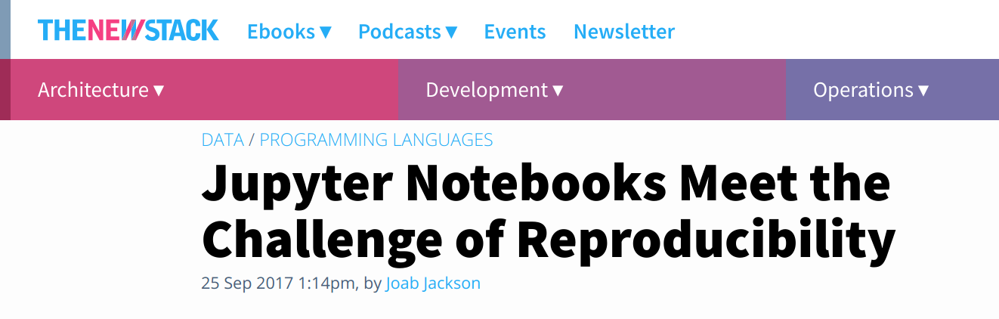 THENEWSTACK Ebooks ▼ Podcasts ▼ Events Newsletter
Architecture ▼ Development ▼ Operations ▼
DATA / PROGRAMMING LANGUAGES
Jupyter Notebooks Meet the
Challenge of Reproducibility
25 Sep 2017 1:14pm, by Joab Jackson